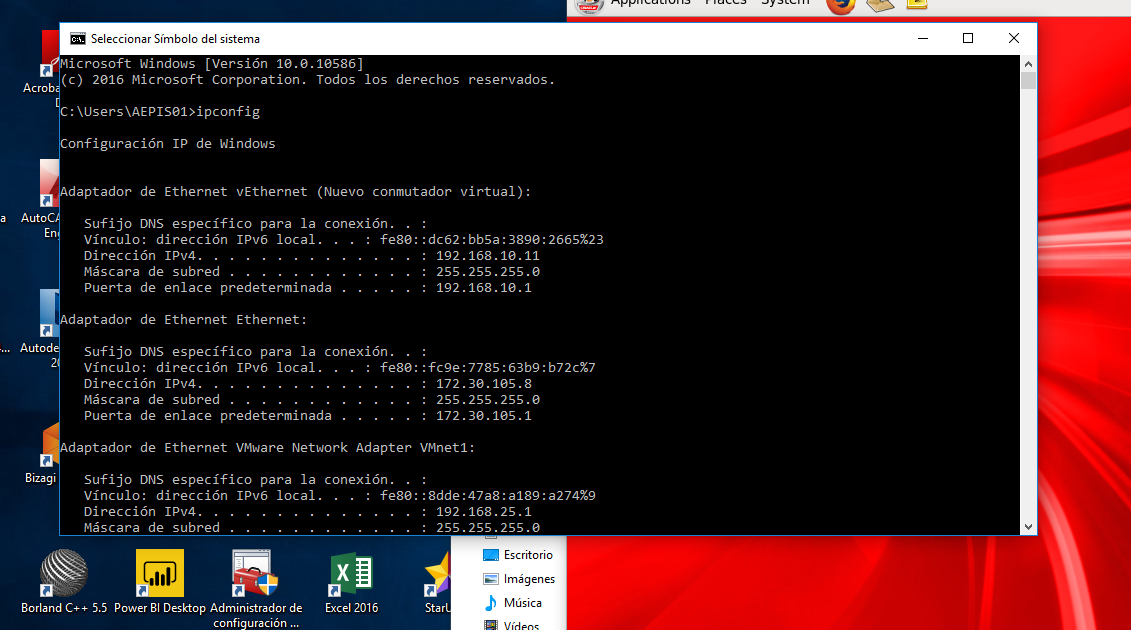 Applications Places System
Seleccionar Símbolo del sistema
Microsoft Windows [Versión 10.0.10586]
(c) 2016 Microsoft Corporation. Todos los derechos reservados.
C:\Users\AEPIS01>ipconfig
Configuración IP de Windows
Adaptador de Ethernet vEthernet (Nuevo conmutador virtual):
Sufijo DNS específico para la conexión. . :
Vínculo: dirección IPv6 local. . . : fe80::dc62:bb5a:3890:2665%23
Dirección IPv4. . . . . . . . . . . . . . : 192.168.10.11
Máscara de subred . . . . . . . . . . . . : 255.255.255.0
Puerta de enlace predeterminada . . . . . : 192.168.10.1
Adaptador de Ethernet Ethernet:
Sufijo DNS específico para la conexión. . :
Vínculo: dirección IPv6 local. . . : fe80::fc9e:7785:63b9:b72c%7
Dirección IPv4. . . . . . . . . . . . . . : 172.30.105.8
Máscara de subred . . . . . . . . . . . . : 255.255.255.0
Puerta de enlace predeterminada . . . . . : 172.30.105.1
Adaptador de Ethernet VMware Network Adapter VMnet1:
Sufijo DNS específico para la conexión. . :
Vínculo: dirección IPv6 local. . . : fe80::8dde:47a8:a189:a274%9
Dirección IPv4. . . . . . . . . . . . . . : 192.168.25.1
Máscara de subred . . . . . . . . . . . . : 255.255.255.0
Acroba
D
a
AutoCA
Eng
...
Autode
20
Bizagi
Borland C++ 5.5
Power BI Desktop
Administrador de
configuración ...
Excel 2016
StarU
Escritorio
Imágenes
Música
Vídeos